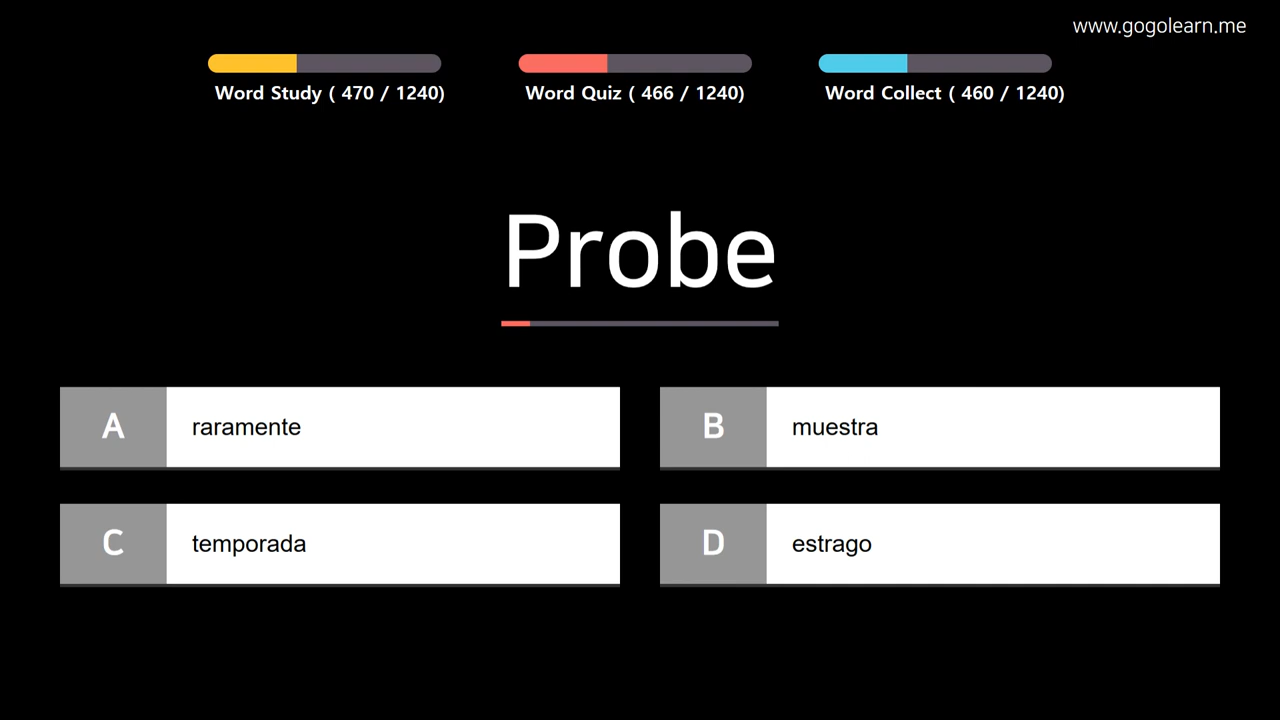 www.gogolearn.me
Word Study ( 470 / 1240)
Word Quiz ( 466 / 1240)
Word Collect ( 460 / 1240)
Probe
A raramente
B muestra
C temporada
D estrago